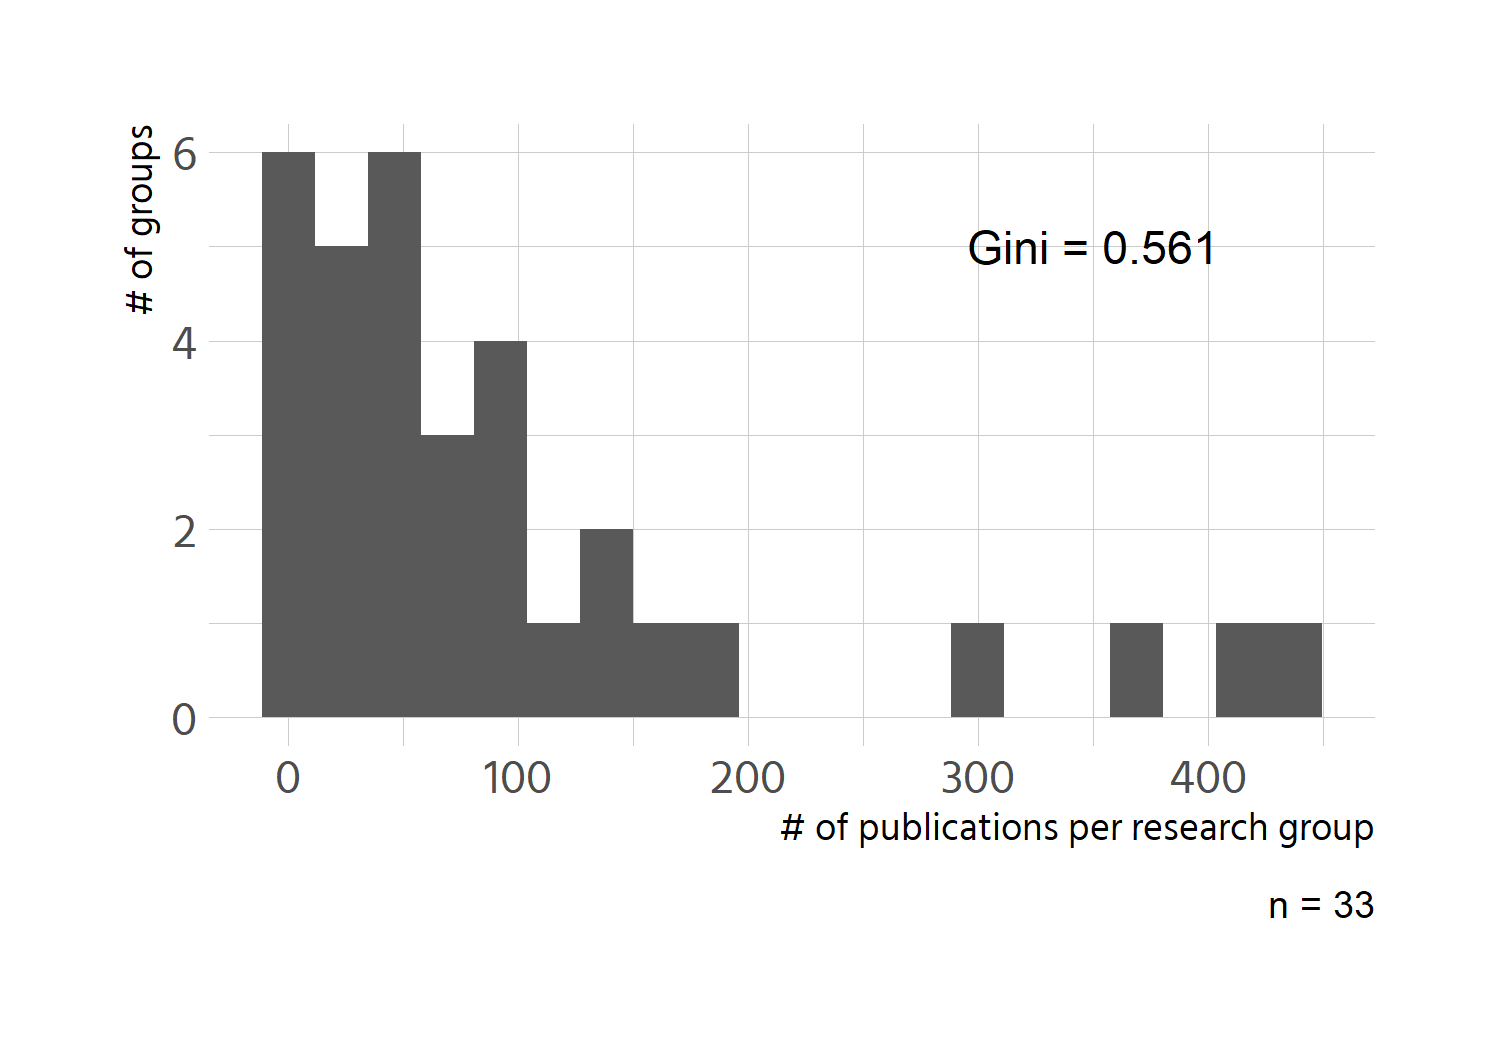 # of groups
6
4
2
0
Gini = 0.561
0 100 200 300 400
# of publications per research group
n = 33